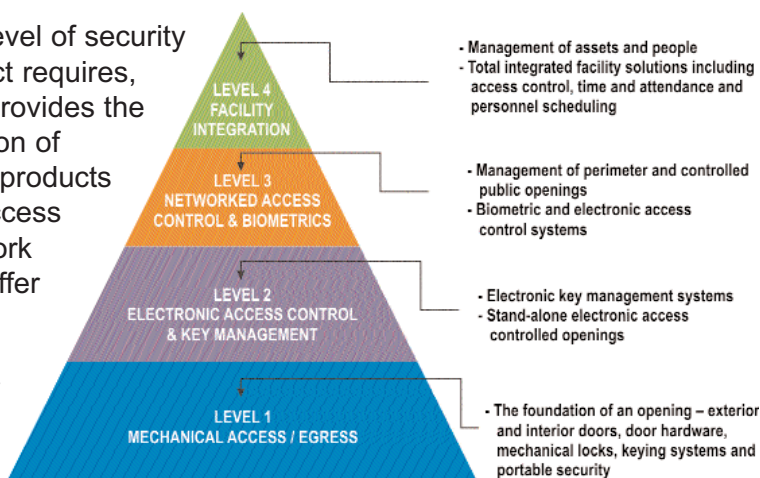 evel of security
ct requires,
rovides the
on of
products
ccess
ork
ffer
LEVEL 4
FACILITY
INTEGRATION
- Management of assets and people
- Total integrated facility solutions including
access control, time and attendance and
personnel scheduling
LEVEL 3
NETWORKED ACCESS
CONTROL & BIOMETRICS
- Management of perimeter and controlled
public openings
- Biometric and electronic access
control systems
LEVEL 2
ELECTRONIC ACCESS CONTROL
& KEY MANAGEMENT
- Electronic key management systems
- Stand-alone electronic access
controlled openings
LEVEL 1
MECHANICAL ACCESS / EGRESS
- The foundation of an opening – exterior
and interior doors, door hardware,
mechanical locks, keying systems and
portable security